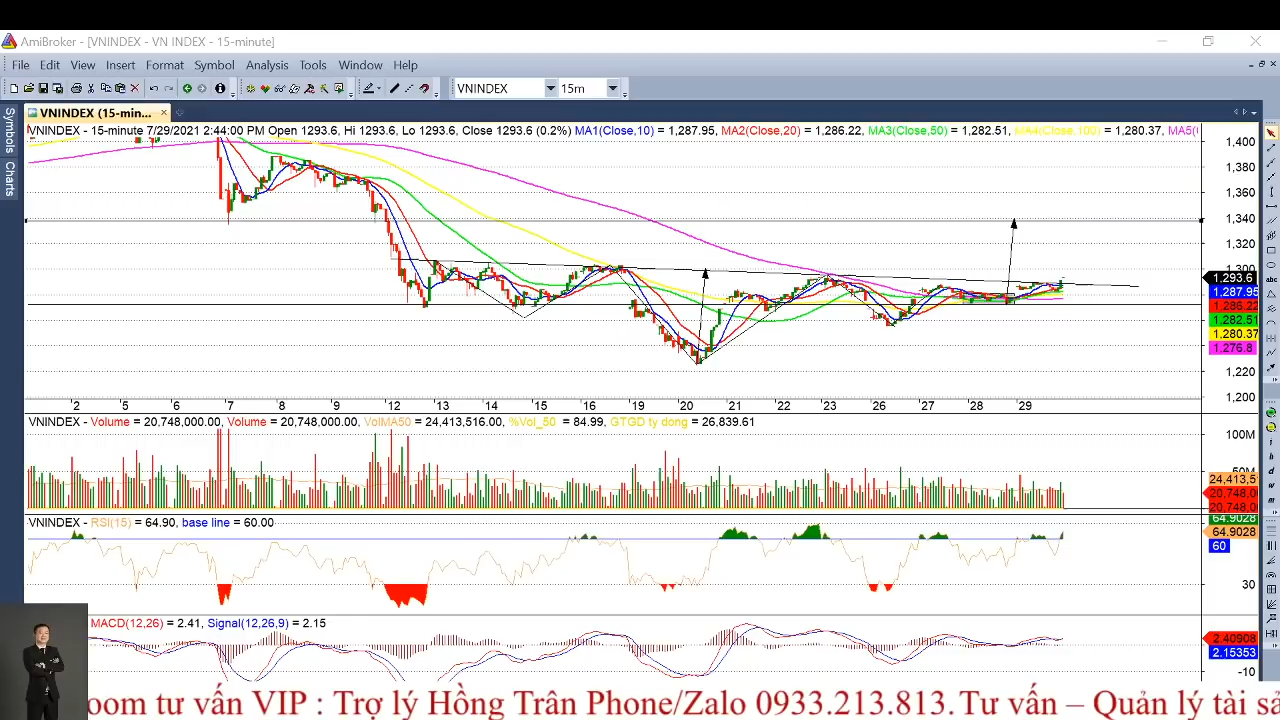 AmiBroker - [VNINDEX - VN INDEX - 15-minute]
File Edit View Insert Format Symbol Analysis Tools Window Help
VNINDEX 15m
VNINDEX (15-min...
Symbols
Charts
VNINDEX - 15-minute 7/29/2021 2:44:00 PM Open 1293.6, Hi 1293.6, Lo 1293.6, Close 1293.6 (0.2%) MA1(Close,10) = 1,287.95, MA2(Close,20) = 1,286.22, MA3(Close,50) = 1,282.51, MA4(Close,100) = 1,280.37, MA5(
1,400
1,380
1,360
1,340
1,320
1,300
1,293.6
1,287.95
1,286.22
1,282.51
1,280.37
1,276.8
1,220
1,200
2 5 6 7 8 9 12 13 14 15 16 19 20 21 22 23 26 27 28 29
VNINDEX - Volume = 20,748,000.00, Volume = 20,748,000.00, VolMA50 = 24,413,516.00, %Vol_50 = 84.99, GTGD ty dong = 26,839.61
100M
50M
24,413,5
20,748,0
20,748,0
VNINDEX - RSI(15) = 64.90, base line = 60.00
64.9028
64.9028
60
30
MACD(12,26) = 2.41, Signal(12,26,9) = 2.15
2.40908
2.15353
-10
oom tư vấn VIP : Trợ lý Hồng Trân Phone/Zalo 0933.213.813.Tư vấn – Quản lý tài sả